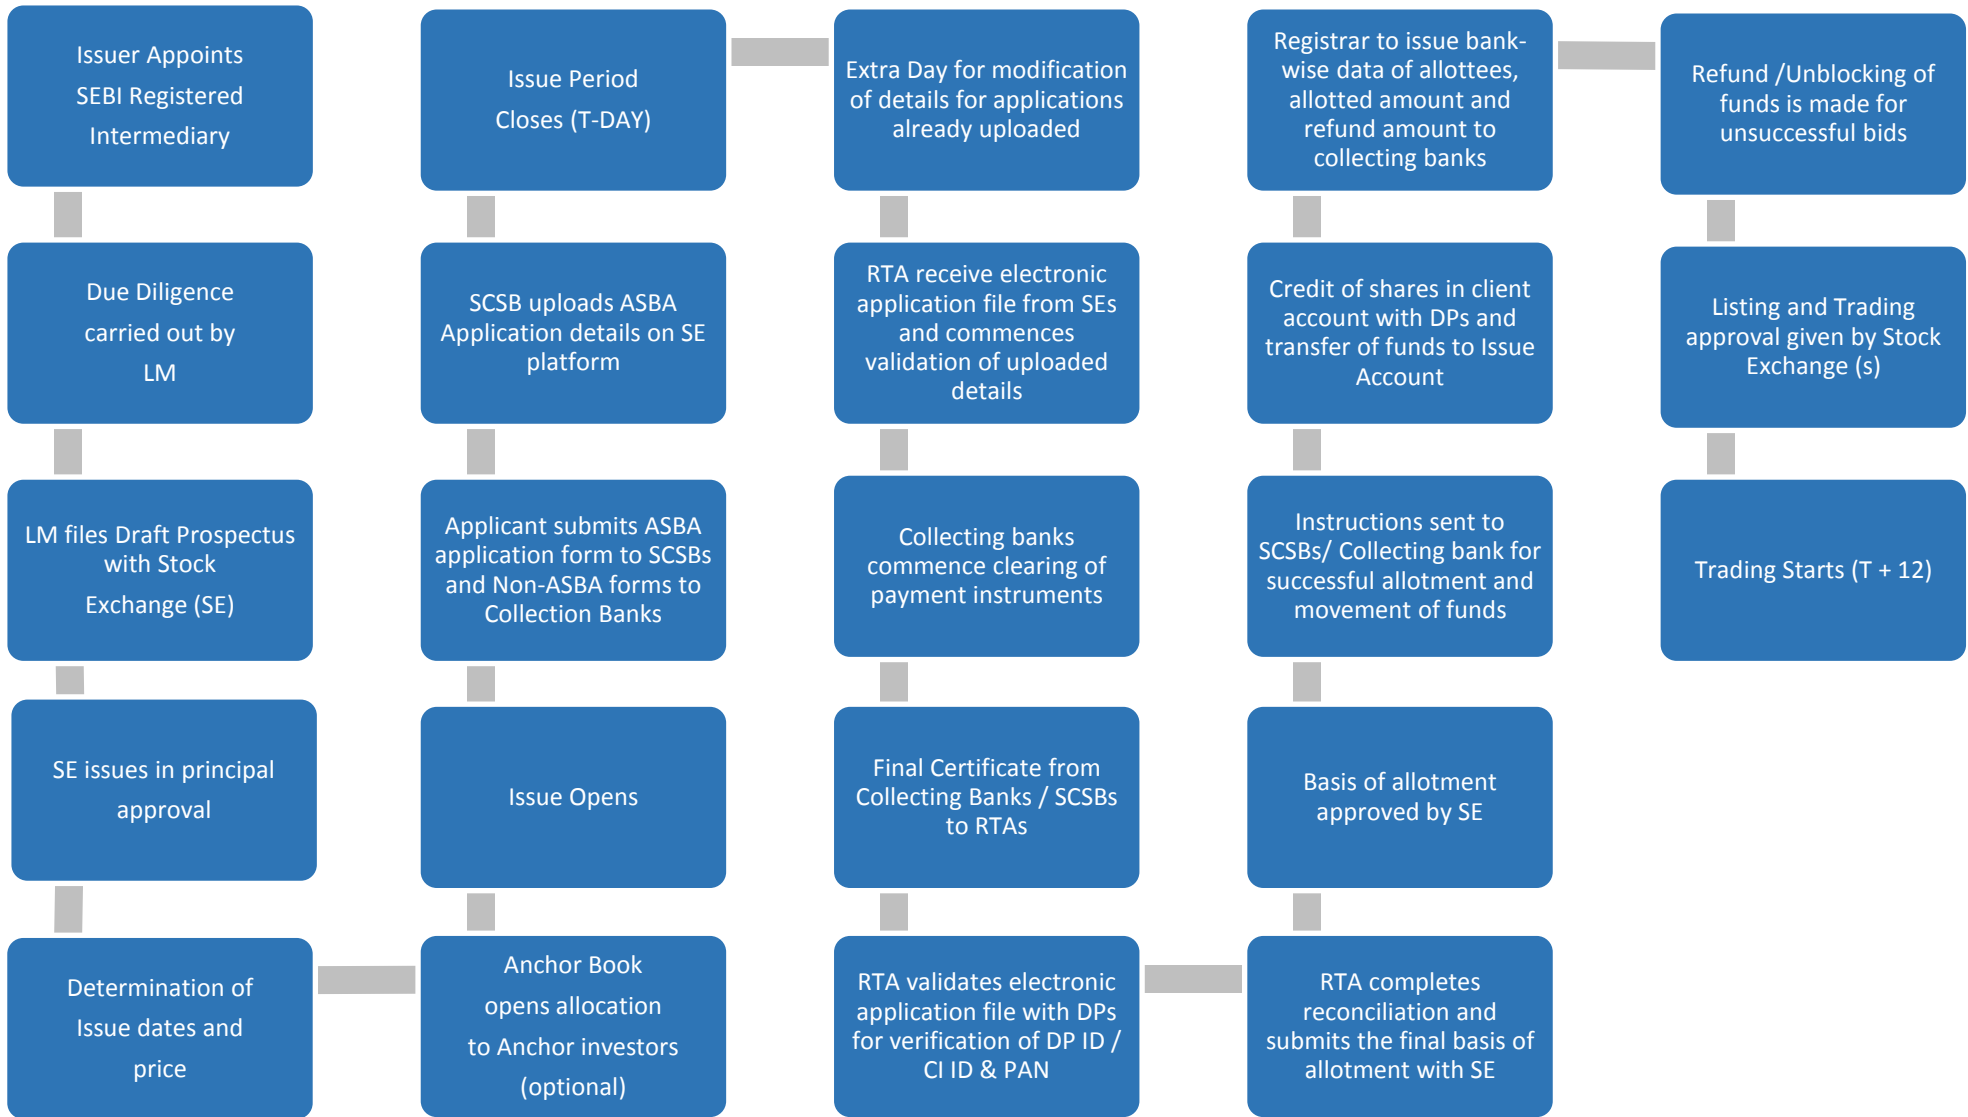 Issuer Appoints
SEBI Registered
Intermediary
Due Diligence
carried out by
LM
LM files Draft Prospectus
with Stock
Exchange (SE)
SE issues in principal
approval
Determination of
Issue dates and
price
Anchor Book
opens allocation
to Anchor investors
(optional)
Issue Opens
Applicant submits ASBA
application form to SCSBs
and Non-ASBA forms to
Collection Banks
SCSB uploads ASBA
Application details on SE
platform
Issue Period
Closes (T-DAY)
Extra Day for modification
of details for applications
already uploaded
RTA receive electronic
application file from SEs
and commences
validation of uploaded
details
Collecting banks
commence clearing of
payment instruments
Final Certificate from
Collecting Banks / SCSBs
to RTAs
RTA validates electronic
application file with DPs
for verification of DP ID /
CI ID & PAN
RTA completes
reconciliation and
submits the final basis of
allotment with SE
Basis of allotment
approved by SE
Instructions sent to
SCSBs/ Collecting bank for
successful allotment and
movement of funds
Credit of shares in client
account with DPs and
transfer of funds to Issue
Account
Registrar to issue bank-
wise data of allottees,
allotted amount and
refund amount to
collecting banks
Refund /Unblocking of
funds is made for
unsuccessful bids
Listing and Trading
approval given by Stock
Exchange (s)
Trading Starts (T + 12)